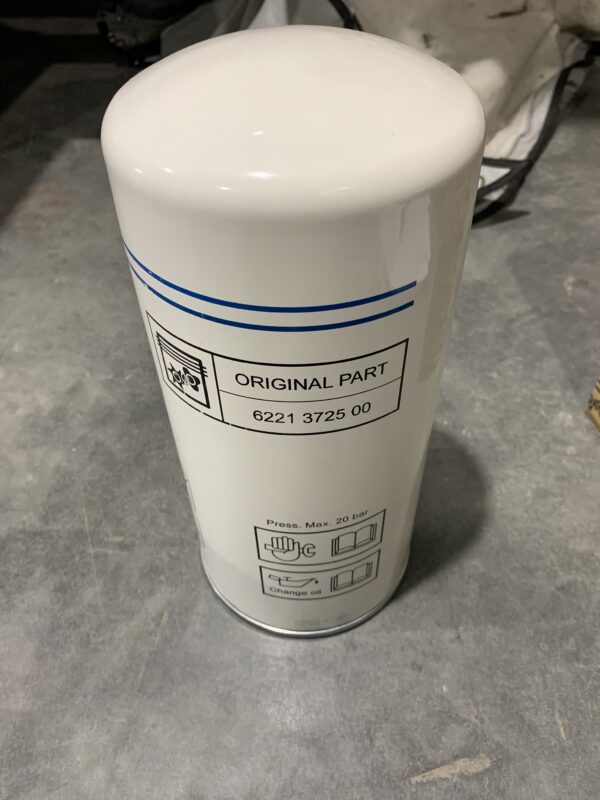 ORIGINAL PART
6221 3725 00
Press. Max. 20 bar
Change oil